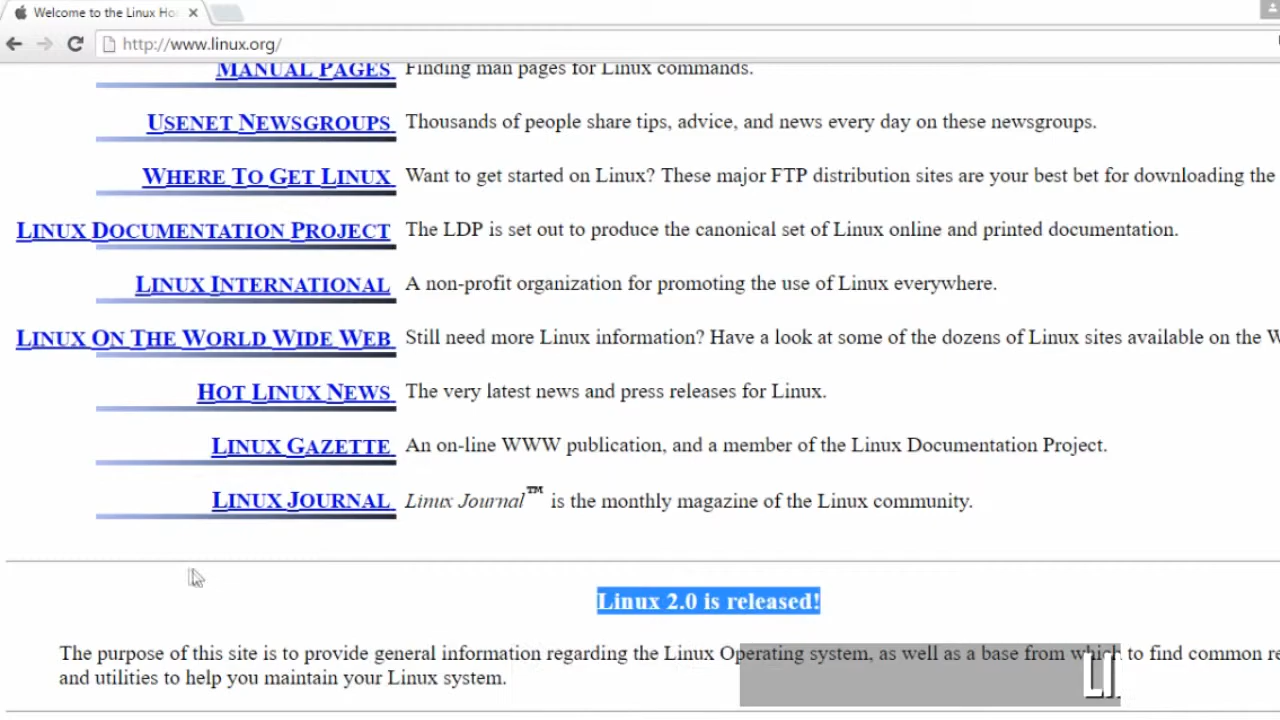 Welcome to the Linux Ho
http://www.linux.org/
MANUAL PAGES Finding man pages for Linux commands.
USENET NEWSGROUPS Thousands of people share tips, advice, and news every day on these newsgroups.
WHERE TO GET LINUX Want to get started on Linux? These major FTP distribution sites are your best bet for downloading the
LINUX DOCUMENTATION PROJECT The LDP is set out to produce the canonical set of Linux online and printed documentation.
LINUX INTERNATIONAL A non-profit organization for promoting the use of Linux everywhere.
LINUX ON THE WORLD WIDE WEB Still need more Linux information? Have a look at some of the dozens of Linux sites available on the W
HOT LINUX NEWS The very latest news and press releases for Linux.
LINUX GAZETTE An on-line WWW publication, and a member of the Linux Documentation Project.
LINUX JOURNAL Linux Journal™ is the monthly magazine of the Linux community.
Linux 2.0 is released!
The purpose of this site is to provide general information regarding the Linux Operating system, as well as a base from which to find common re
and utilities to help you maintain your Linux system.
LI